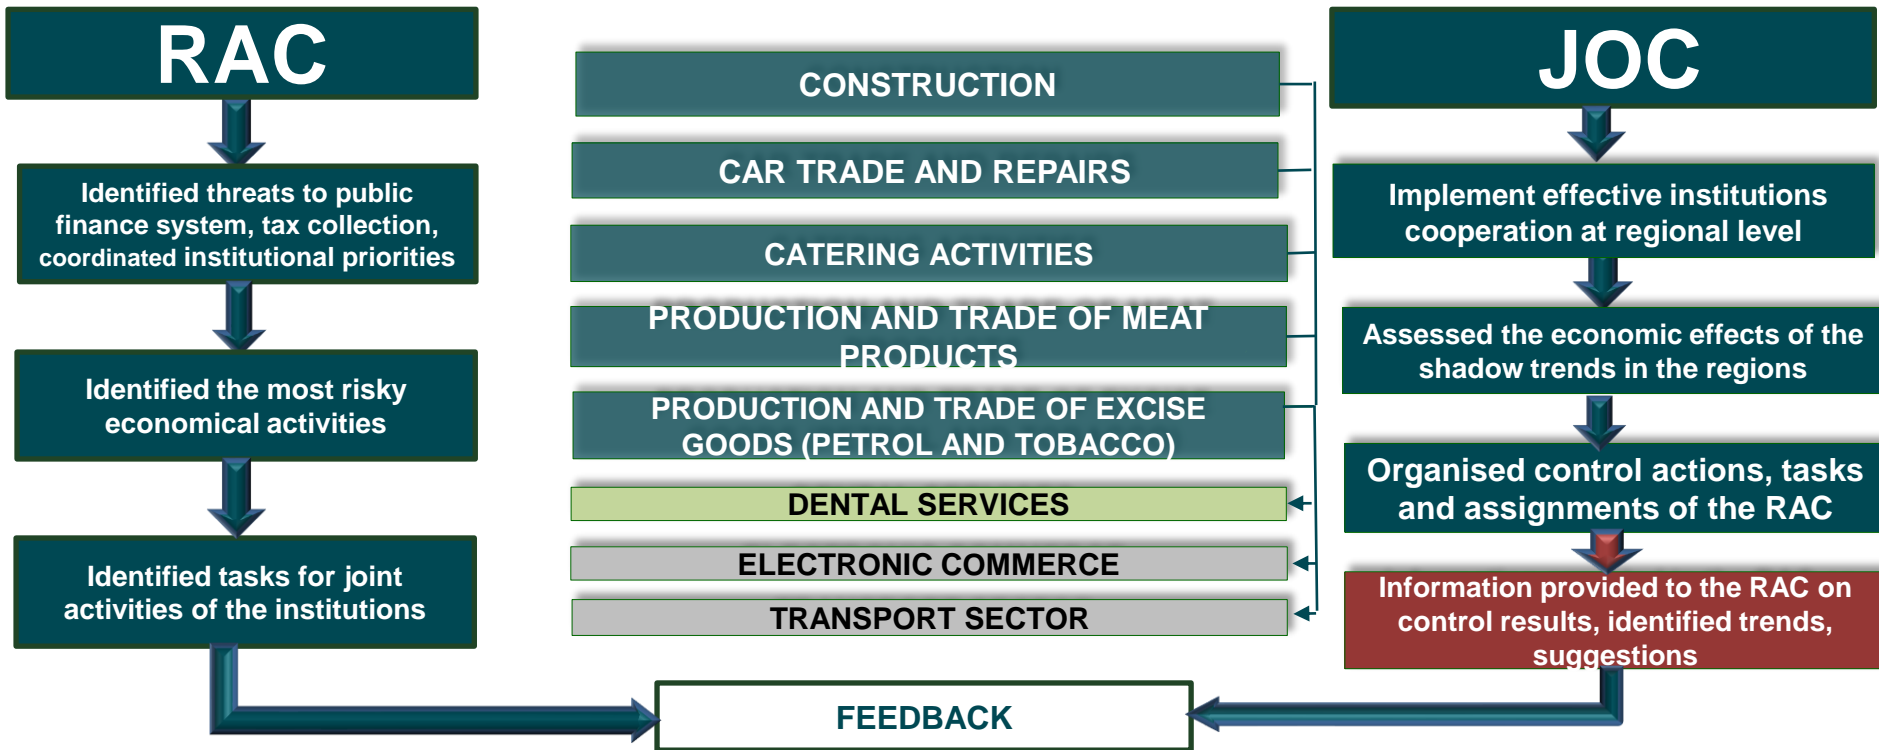 RAC
Identified threats to public
finance system, tax collection,
coordinated institutional priorities
Identified the most risky
economical activities
Identified tasks for joint
activities of the institutions
CONSTRUCTION
CAR TRADE AND REPAIRS
CATERING ACTIVITIES
PRODUCTION AND TRADE OF MEAT
PRODUCTS
PRODUCTION AND TRADE OF EXCISE
GOODS (PETROL AND TOBACCO)
DENTAL SERVICES
ELECTRONIC COMMERCE
TRANSPORT SECTOR
JOC
Implement effective institutions
cooperation at regional level
Assessed the economic effects of the
shadow trends in the regions
Organised control actions, tasks
and assignments of the RAC
Information provided to the RAC on
control results, identified trends,
suggestions
FEEDBACK